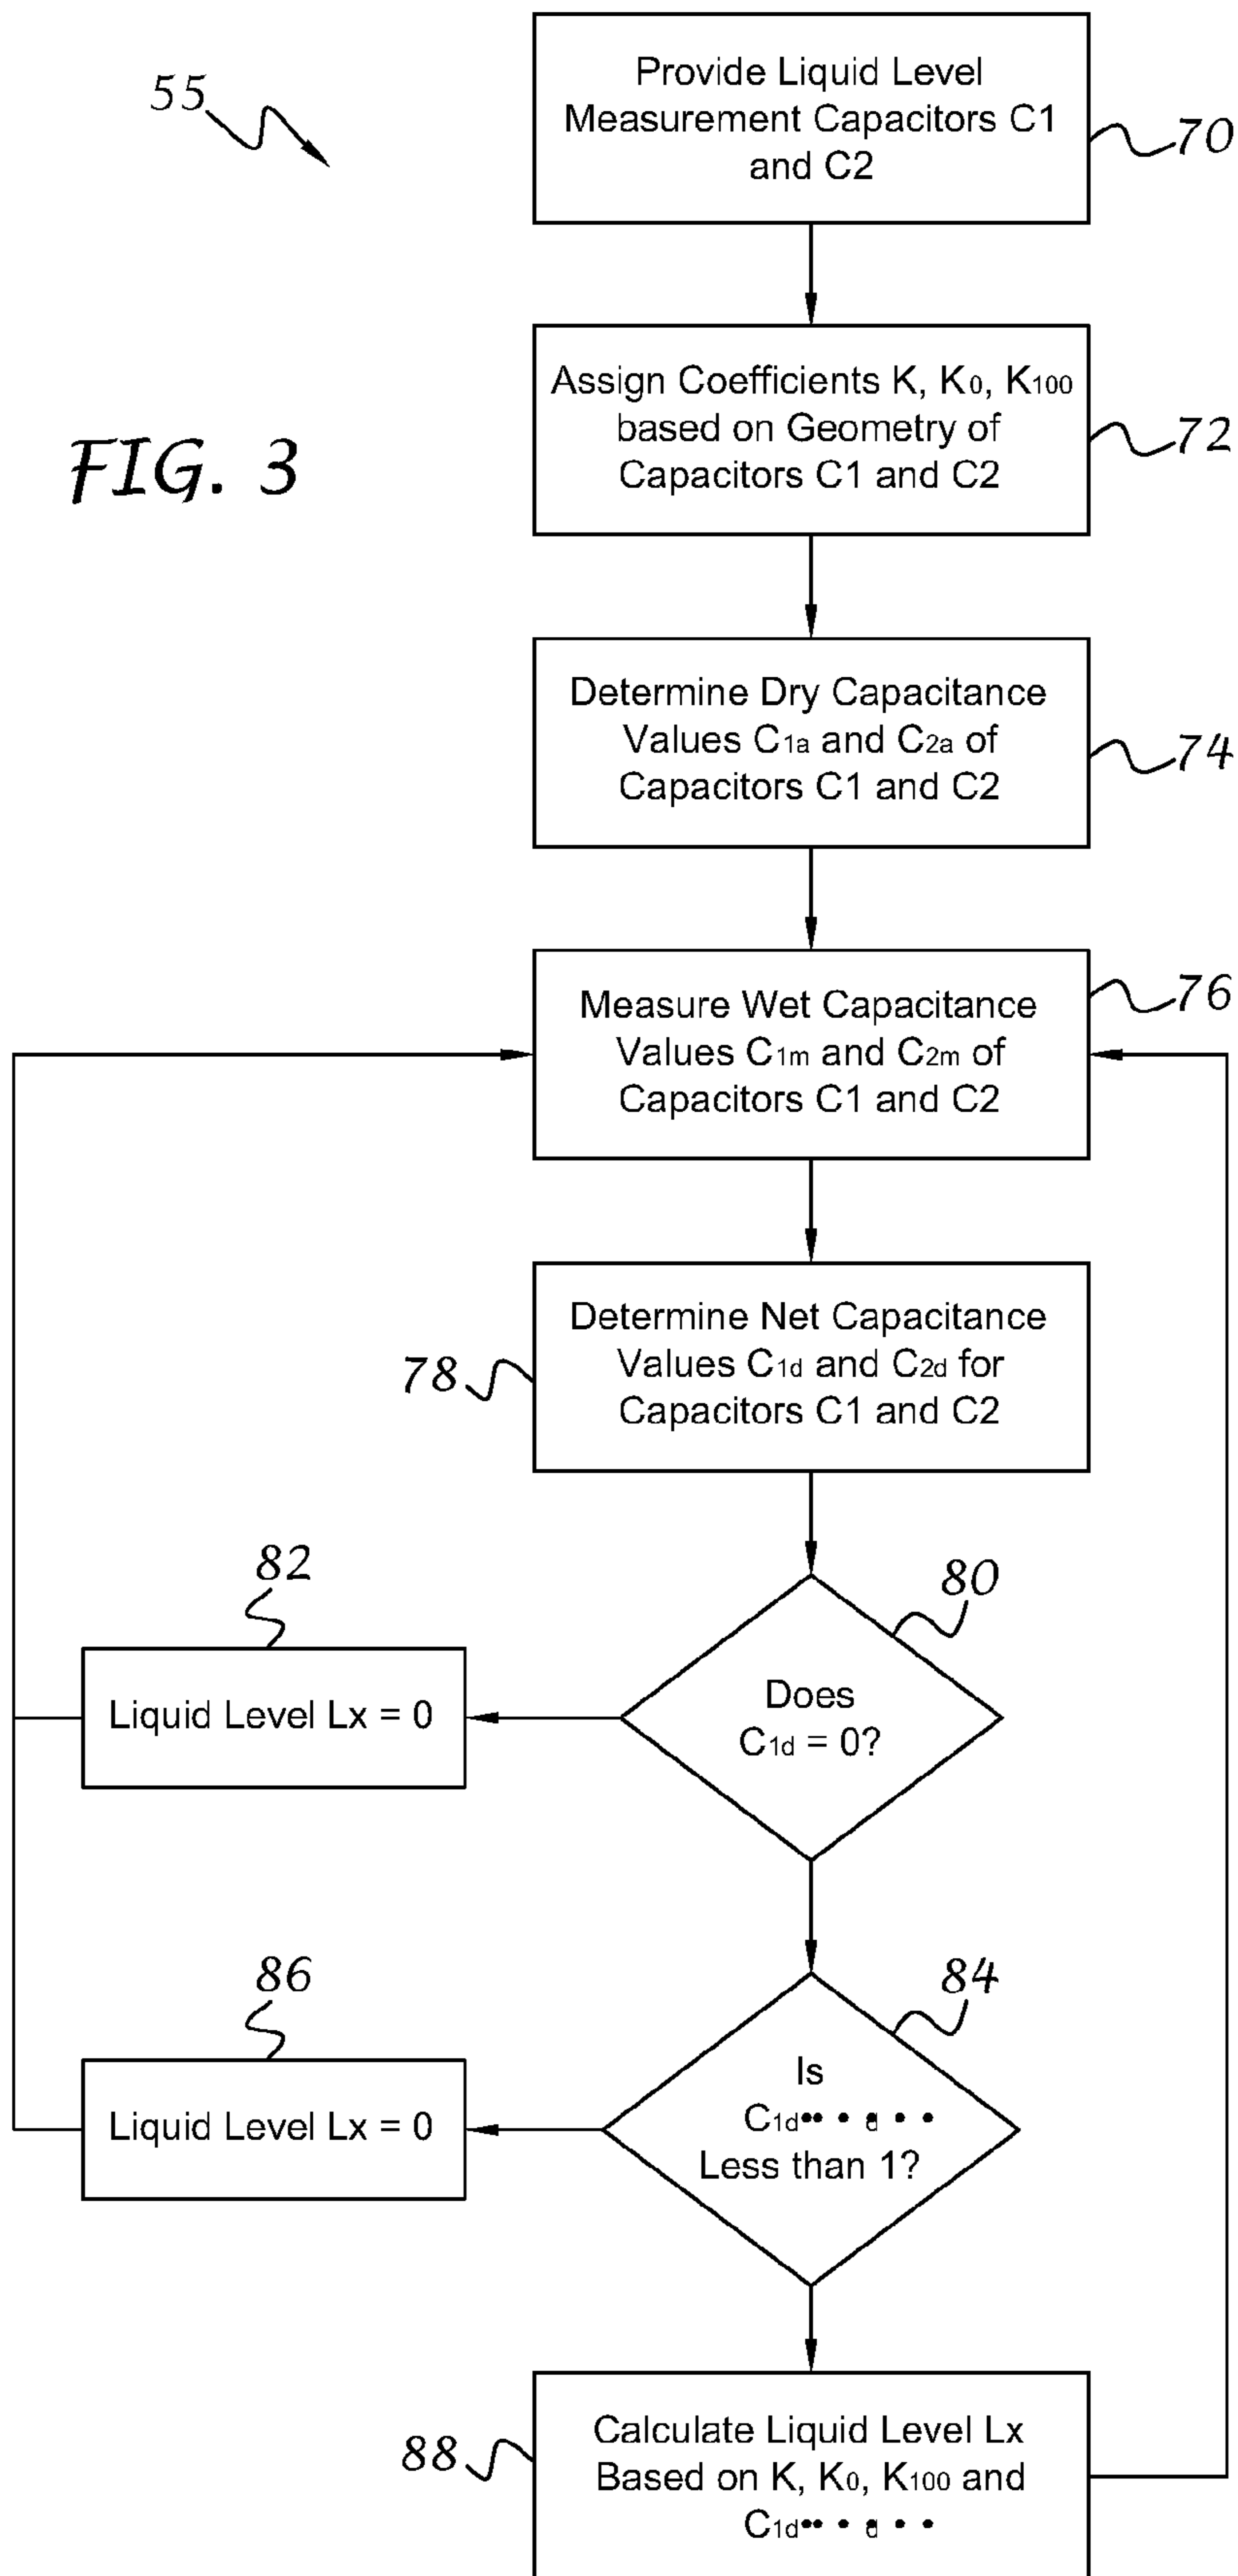 55
Provide Liquid Level
Measurement Capacitors C1
and C2
70
FIG. 3
Assign Coefficients K, K0, K100
based on Geometry of
Capacitors C1 and C2
72
Determine Dry Capacitance
Values C1a and C2a of
Capacitors C1 and C2
74
Measure Wet Capacitance
Values C1m and C2m of
Capacitors C1 and C2
76
Determine Net Capacitance
Values C1d and C2d for
Capacitors C1 and C2
78
80
Does
C1d = 0?
82
Liquid Level Lx = 0
84
Is
C1d
Less than 1?
86
Liquid Level Lx = 0
88
Calculate Liquid Level Lx
Based on K, K0, K100 and
C1d